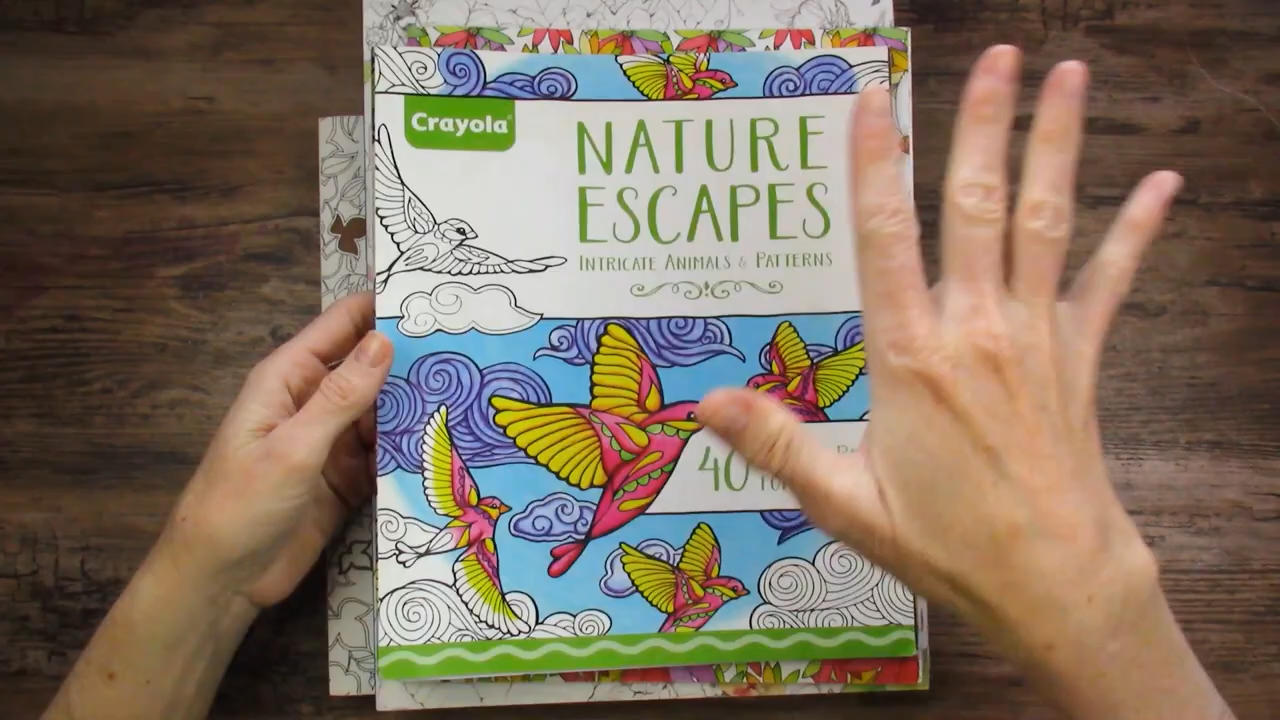 Crayola
NATURE
ESCAPES
INTRICATE ANIMALS & PATTERNS
40